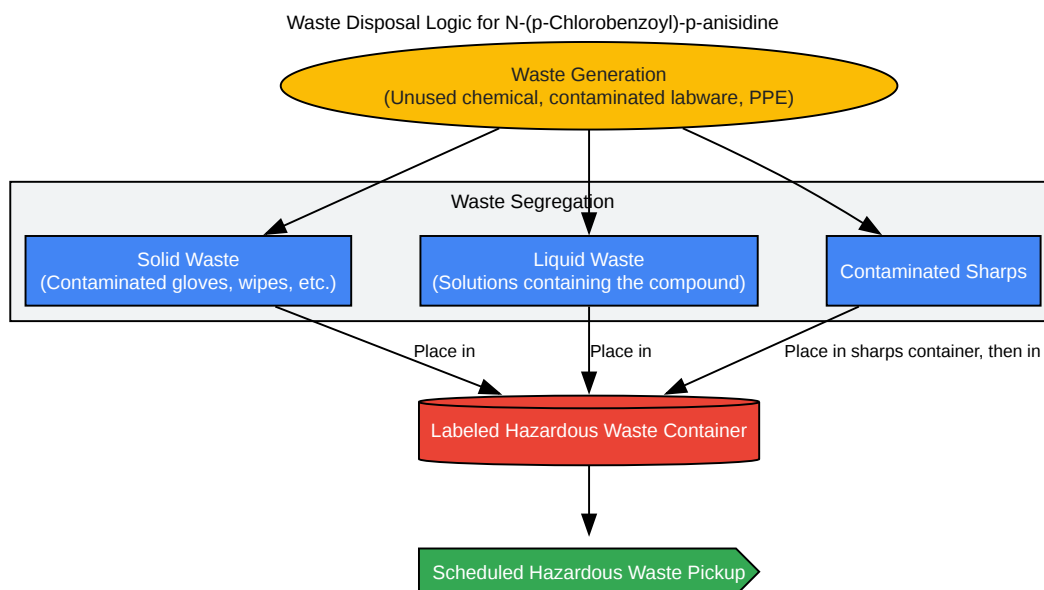 Waste Disposal Logic for N-(p-Chlorobenzoyl)-p-anisidine
Waste Generation
(Unused chemical, contaminated labware, PPE)
Waste Segregation
Solid Waste
(Contaminated gloves, wipes, etc.)
Liquid Waste
(Solutions containing the compound)
Contaminated Sharps
Place in
Place in
Place in sharps container, then in
Labeled Hazardous Waste Container
Scheduled Hazardous Waste Pickup